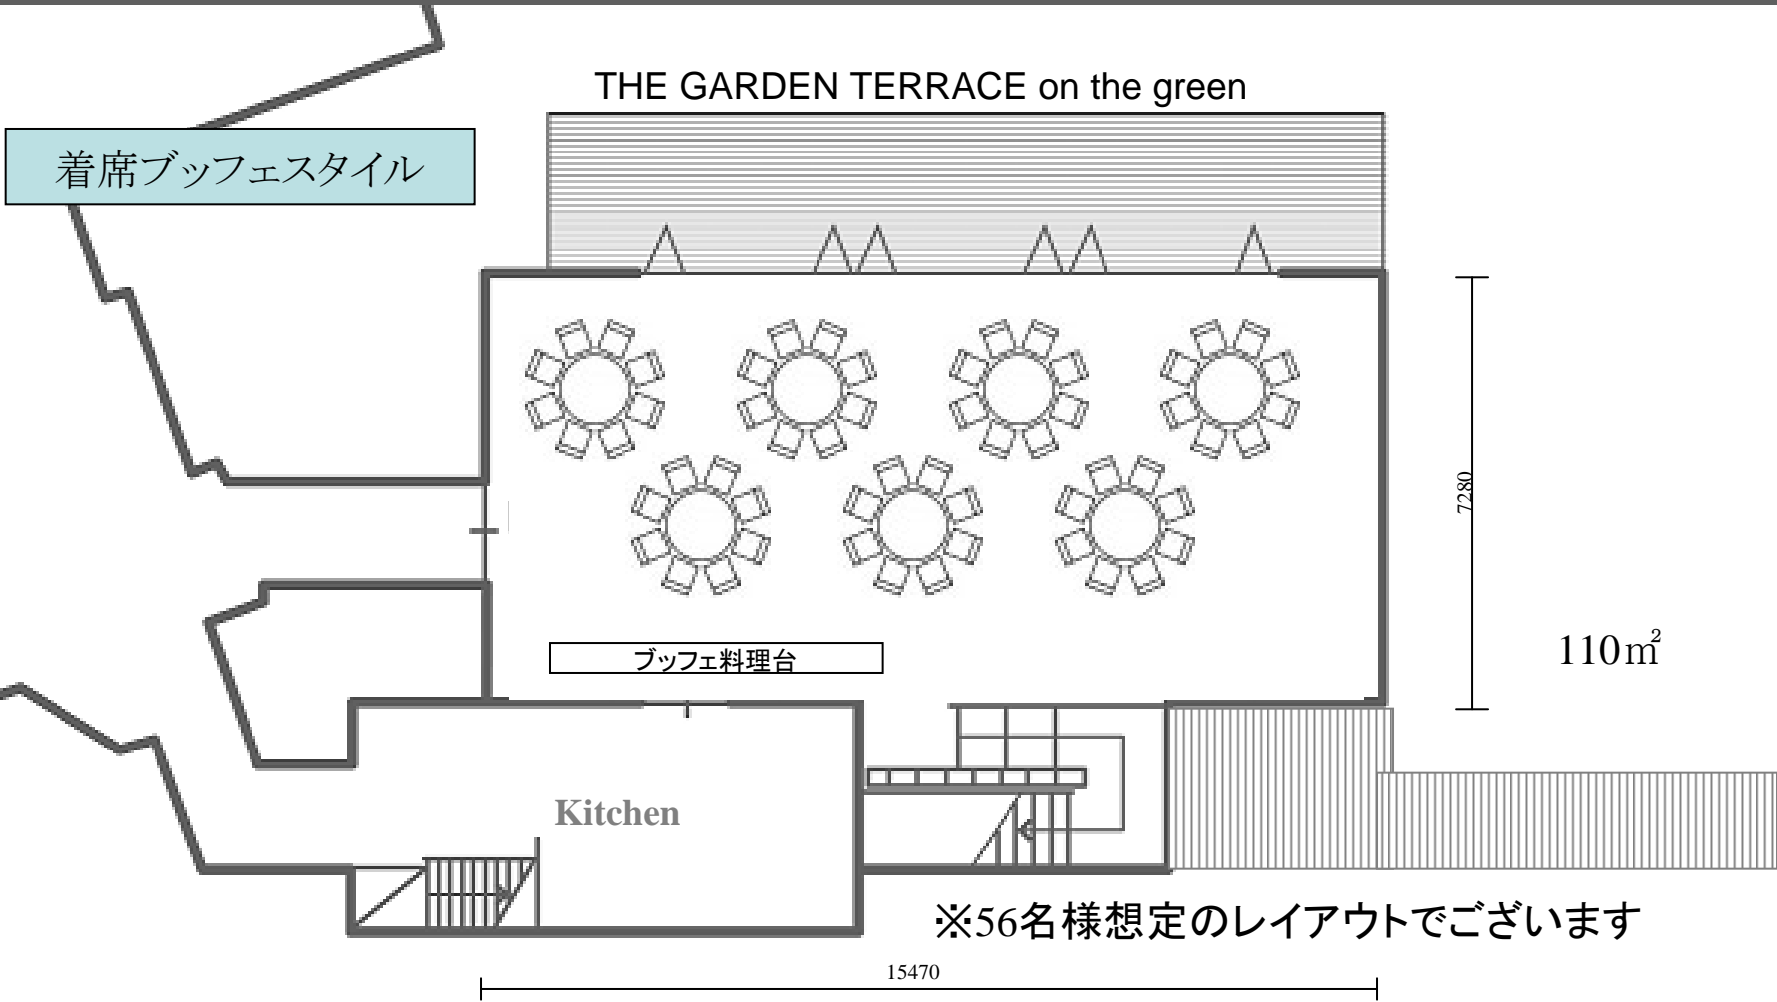 THE GARDEN TERRACE on the green
着席ブッフェスタイル
7280
110㎡
ブッフェ料理台
Kitchen
※56名様想定のレイアウトでございます
15470